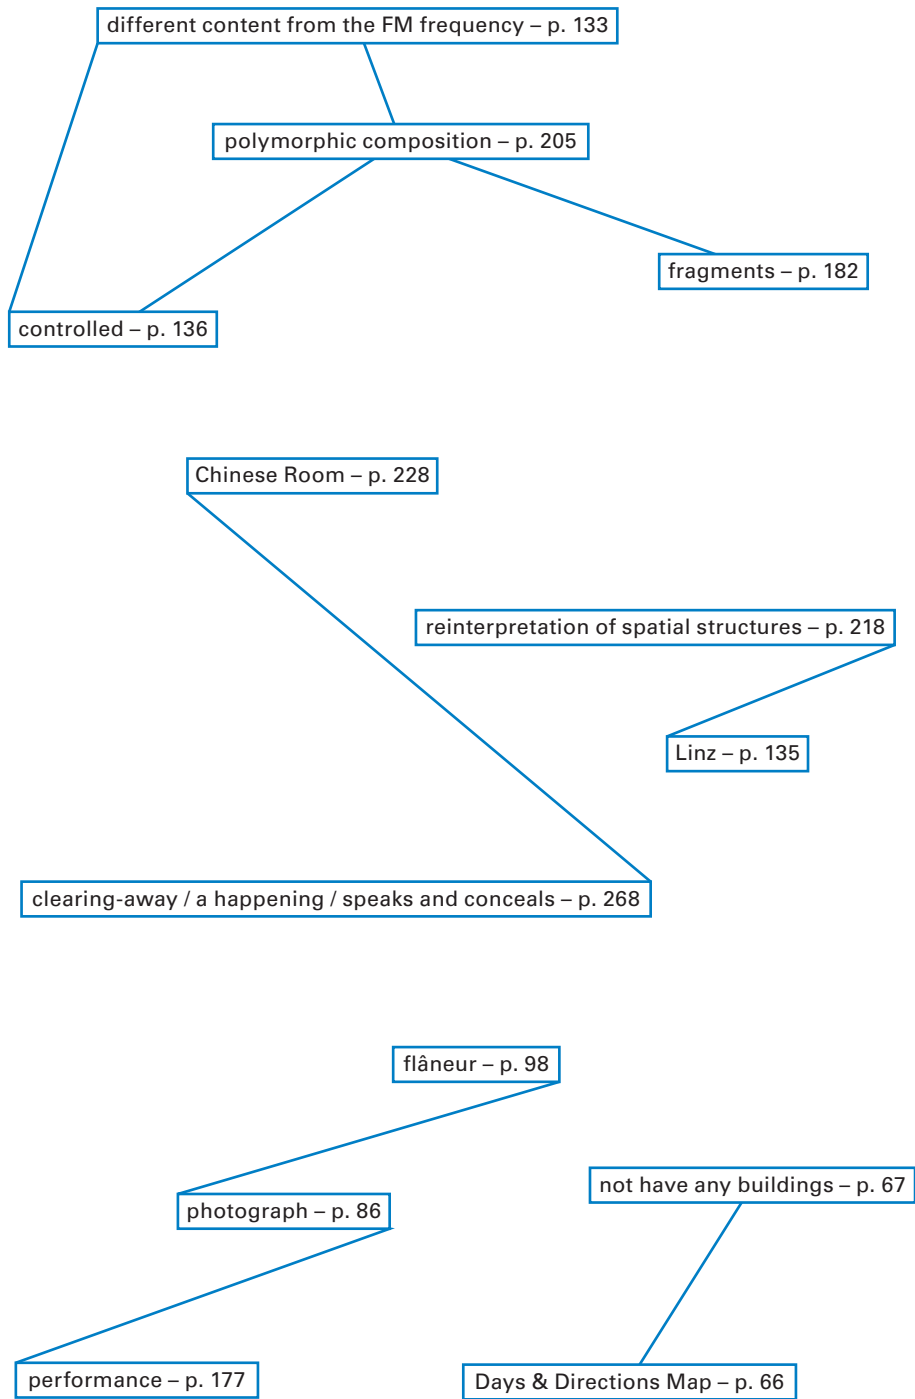 different content from the FM frequency – p. 133
polymorphic composition – p. 205
fragments – p. 182
controlled – p. 136
Chinese Room – p. 228
reinterpretation of spatial structures – p. 218
Linz – p. 135
clearing-away / a happening / speaks and conceals – p. 268
flâneur – p. 98
not have any buildings – p. 67
photograph – p. 86
performance – p. 177
Days & Directions Map – p. 66